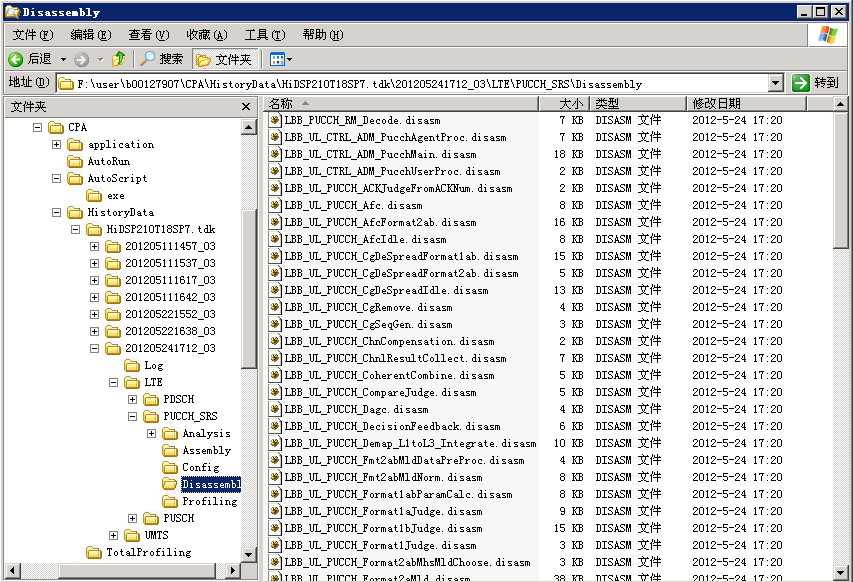 Disassembly
文件(F) 编辑(E) 查看(V) 收藏(A) 工具(T) 帮助(H)
后退 搜索 文件夹
地址(D) F:\user\b00127907\CPA\HistoryData\HiDSP210T18SP7.tdk\201205241712_03\LTE\PUCCH_SRS\Disassembly 转到
文件夹
CPA
application
AutoRun
AutoScript
exe
HistoryData
HiDSP210T18SP7.tdk
201205111457_03
201205111537_03
201205111617_03
201205111642_03
201205221552_03
201205221638_03
201205241712_03
Log
LTE
PDSCH
PUCCH_SRS
Analysis
Assembly
Config
Disassembl
Profiling
PUSCH
UMTS
TotalProfiling
名称 大小 类型 修改日期
LBB_PUCCH_RM_Decode.disasm 7 KB DISASM 文件 2012-5-24 17:20
LBB_UL_CTRL_ADM_PucchAgentProc.disasm 7 KB DISASM 文件 2012-5-24 17:20
LBB_UL_CTRL_ADM_PucchMain.disasm 18 KB DISASM 文件 2012-5-24 17:20
LBB_UL_CTRL_ADM_PucchUserProc.disasm 2 KB DISASM 文件 2012-5-24 17:20
LBB_UL_PUCCH_ACKJudgeFromACKNum.disasm 2 KB DISASM 文件 2012-5-24 17:20
LBB_UL_PUCCH_Afc.disasm 8 KB DISASM 文件 2012-5-24 17:20
LBB_UL_PUCCH_AfcFormat2ab.disasm 16 KB DISASM 文件 2012-5-24 17:20
LBB_UL_PUCCH_AfcIdle.disasm 8 KB DISASM 文件 2012-5-24 17:20
LBB_UL_PUCCH_CgDeSpreadFormat1ab.disasm 15 KB DISASM 文件 2012-5-24 17:20
LBB_UL_PUCCH_CgDeSpreadFormat2ab.disasm 5 KB DISASM 文件 2012-5-24 17:20
LBB_UL_PUCCH_CgDeSpreadIdle.disasm 13 KB DISASM 文件 2012-5-24 17:20
LBB_UL_PUCCH_CgRemove.disasm 4 KB DISASM 文件 2012-5-24 17:20
LBB_UL_PUCCH_CgSeqGen.disasm 3 KB DISASM 文件 2012-5-24 17:20
LBB_UL_PUCCH_ChnCompensation.disasm 2 KB DISASM 文件 2012-5-24 17:20
LBB_UL_PUCCH_ChnlResultCollect.disasm 7 KB DISASM 文件 2012-5-24 17:20
LBB_UL_PUCCH_CoherentCombine.disasm 5 KB DISASM 文件 2012-5-24 17:20
LBB_UL_PUCCH_CompareJudge.disasm 5 KB DISASM 文件 2012-5-24 17:20
LBB_UL_PUCCH_Dagc.disasm 4 KB DISASM 文件 2012-5-24 17:20
LBB_UL_PUCCH_DecisionFeedback.disasm 6 KB DISASM 文件 2012-5-24 17:20
LBB_UL_PUCCH_Demap_L1toL3_Integrate.disasm 10 KB DISASM 文件 2012-5-24 17:20
LBB_UL_PUCCH_Fmt2abMldDataPreProc.disasm 4 KB DISASM 文件 2012-5-24 17:20
LBB_UL_PUCCH_Fmt2abMldNorm.disasm 8 KB DISASM 文件 2012-5-24 17:20
LBB_UL_PUCCH_Format1abParamCalc.disasm 8 KB DISASM 文件 2012-5-24 17:20
LBB_UL_PUCCH_Format1aJudge.disasm 9 KB DISASM 文件 2012-5-24 17:20
LBB_UL_PUCCH_Format1bJudge.disasm 15 KB DISASM 文件 2012-5-24 17:20
LBB_UL_PUCCH_Format1Judge.disasm 3 KB DISASM 文件 2012-5-24 17:20
LBB_UL_PUCCH_Format2abMhsMldChoose.disasm 3 KB DISASM 文件 2012-5-24 17:20
LBB_UL_PUCCH_Format2aMld.disasm 38 KB DISASM 文件 2012-5-24 17:20